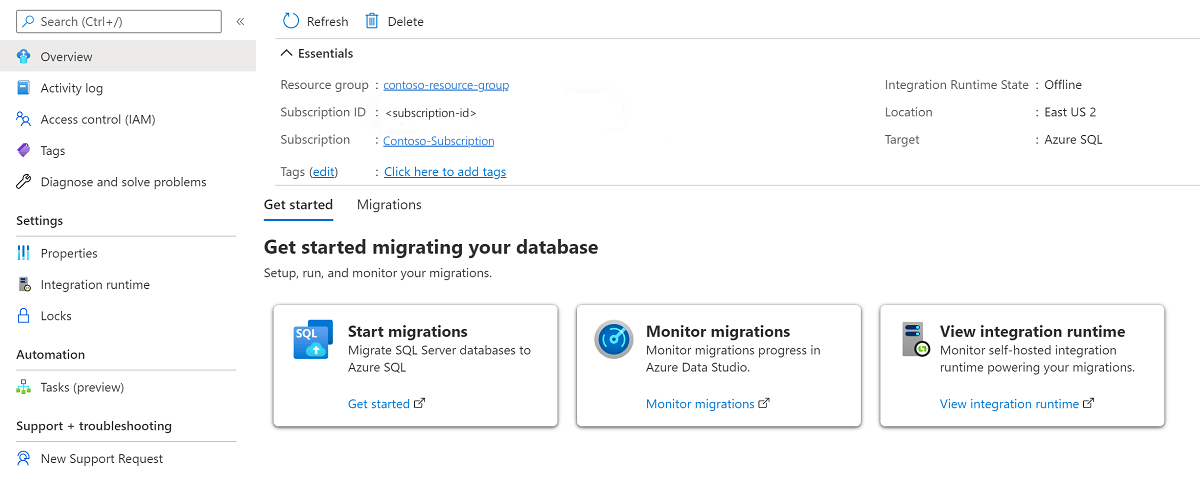 Search (Ctrl+/)
«
Overview
Activity log
Access control (IAM)
Tags
Diagnose and solve problems
Settings
Properties
Integration runtime
Locks
Automation
Tasks (preview)
Support + troubleshooting
New Support Request
Refresh Delete
Essentials
Resource group : contoso-resource-group
Subscription ID : <subscription-id>
Subscription : Contoso-Subscription
Tags (edit) : Click here to add tags
Integration Runtime State : Offline
Location : East US 2
Target : Azure SQL
Get started Migrations
Get started migrating your database
Setup, run, and monitor your migrations.
SQL
Start migrations
Migrate SQL Server databases to
Azure SQL
Get started
Monitor migrations
Monitor migrations progress in
Azure Data Studio.
Monitor migrations
View integration runtime
Monitor self-hosted integration
runtime powering your migrations.
View integration runtime